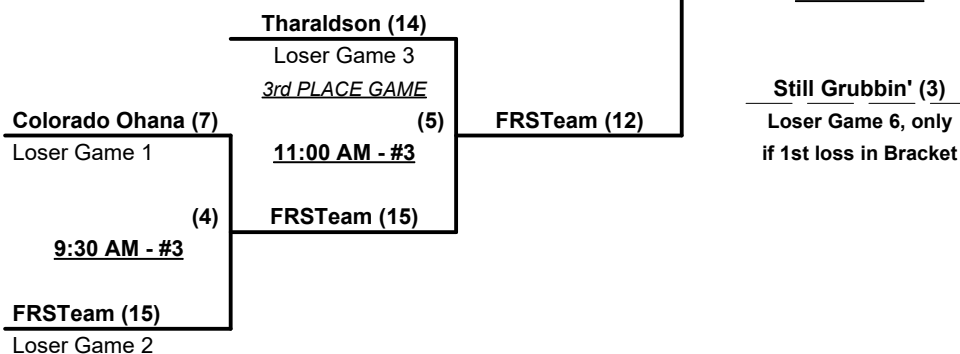 Tharaldson (14)
Loser Game 3
3rd PLACE GAME
Still Grubbin' (3)
Colorado Ohana (7)
(5)
FRSTeam (12)
Loser Game 6, only
Loser Game 1
11:00 AM - #3
if 1st loss in Bracket
(4)
FRSTeam (15)
9:30 AM - #3
FRSTeam (15)
Loser Game 2